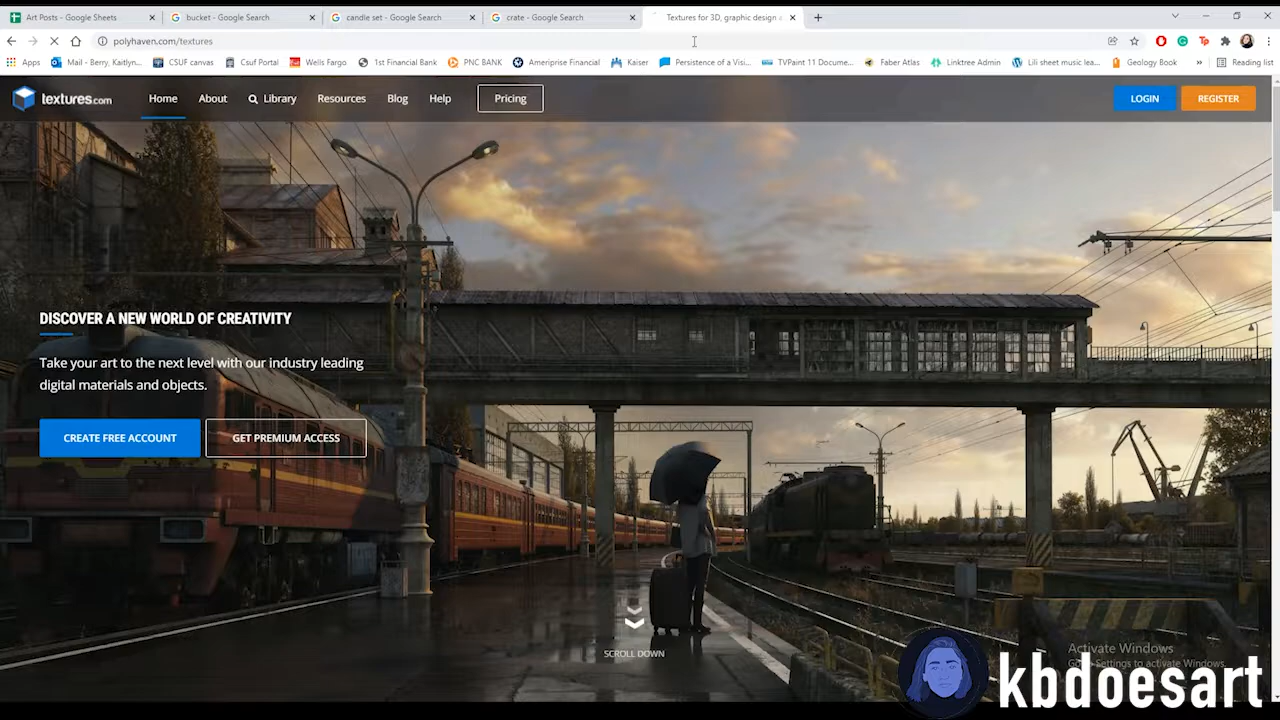 Art Posts - Google Sheets
bucket - Google Search
candle set - Google Search
crate - Google Search
Textures for 3D, graphic design a
polyhaven.com/textures
Apps
Mail - Berry, Kaitlyn...
CSUF canvas
Csuf Portal
Wells Fargo
1st Financial Bank
PNC BANK
Ameriprise Financial
Kaiser
Persistence of a Visi...
TVPaint 11 Docume...
Faber Atlas
Linktree Admin
Lili sheet music lea...
Geology Book
»
Reading list
textures.com
Home
About
Library
Resources
Blog
Help
Pricing
LOGIN
REGISTER
DISCOVER A NEW WORLD OF CREATIVITY
Take your art to the next level with our industry leading
digital materials and objects.
CREATE FREE ACCOUNT
GET PREMIUM ACCESS
SCROLL DOWN
Activate Windows
Go to Settings to activate Windows.
kbdoesart